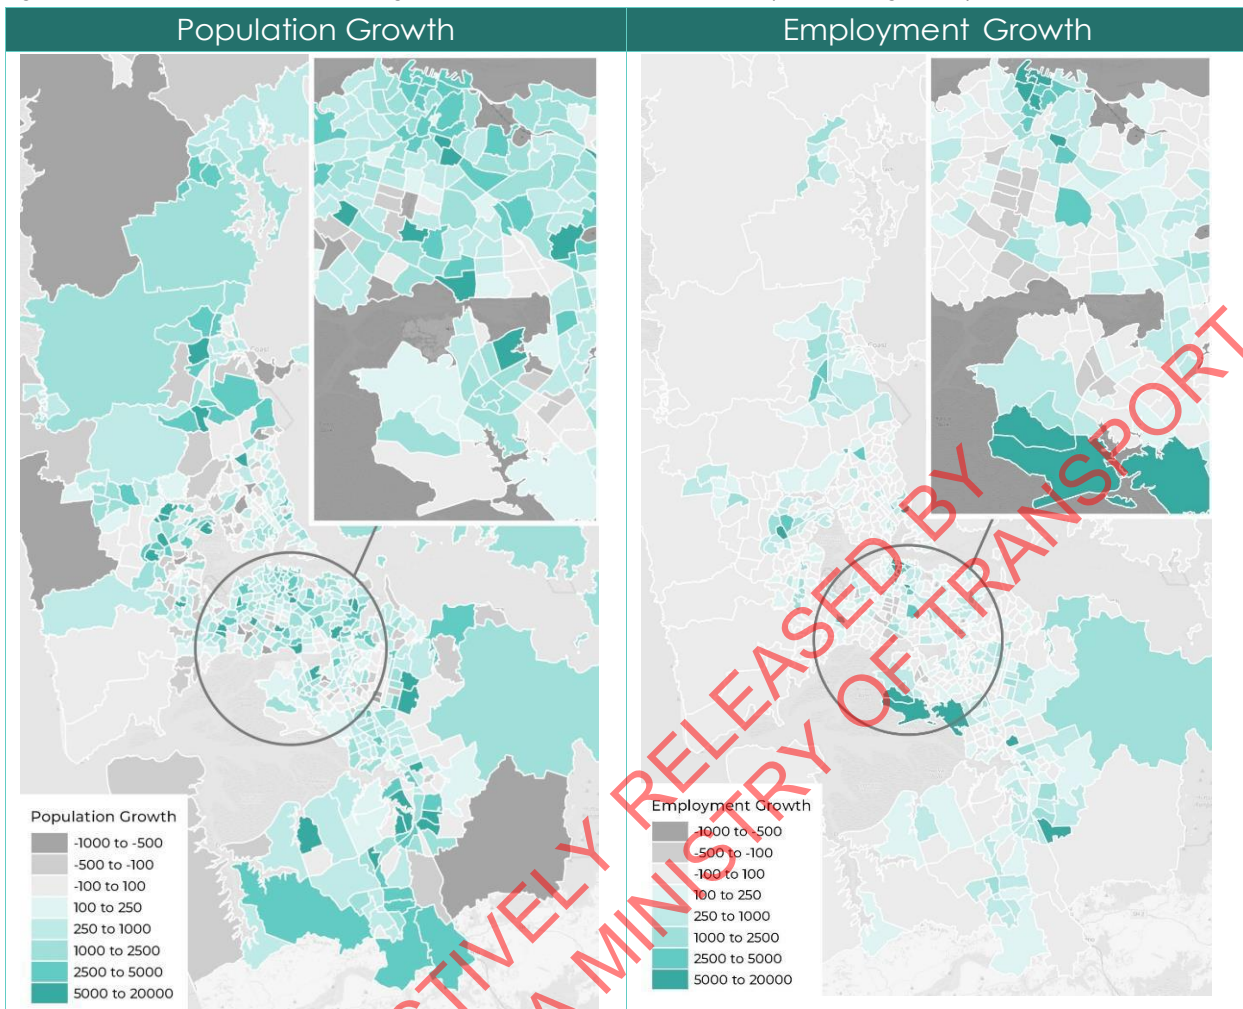 Population Growth
Employment Growth
Population Growth
-1000 to -500
-500 to -100
-100 to 100
100 to 250
250 to 1000
1000 to 2500
2500 to 5000
5000 to 20000
Employment Growth
-1000 to -500
-500 to -100
-100 to 100
100 to 250
250 to 1000
1000 to 2500
2500 to 5000
5000 to 20000
TIVELY RELEASED BY
A MINISTRY OF TRANSPORT